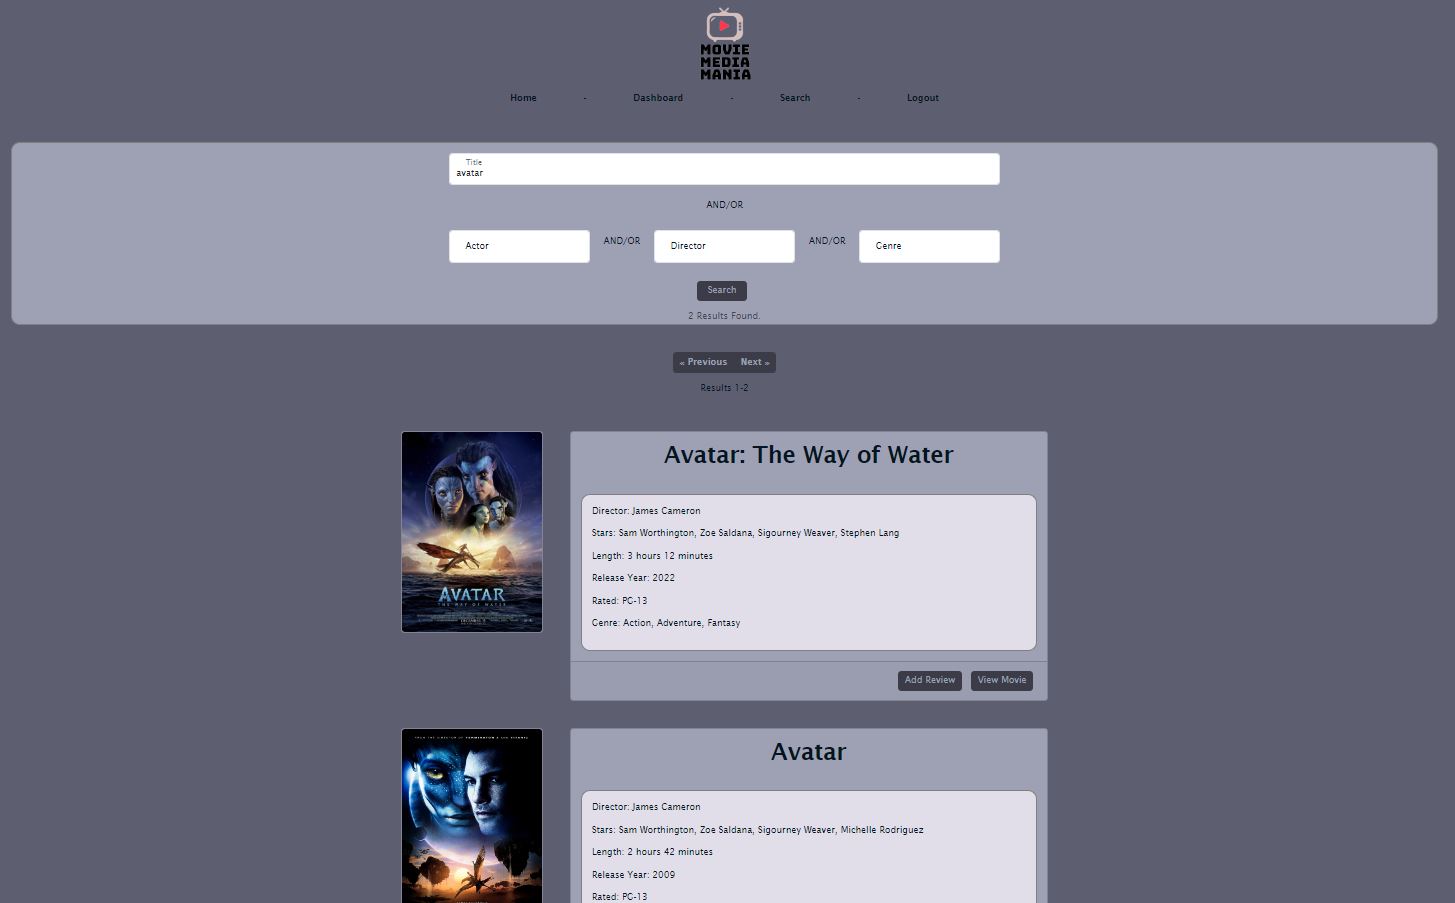 MOVIE
MEDIA
MANIA
Home - Dashboard - Search - Logout
Title
avatar
AND/OR
Actor AND/OR Director AND/OR Genre
Search
2 Results Found.
« Previous Next »
Results 1-2
Avatar: The Way of Water
Director: James Cameron
Stars: Sam Worthington, Zoe Saldana, Sigourney Weaver, Stephen Lang
Length: 3 hours 12 minutes
Release Year: 2022
Rated: PG-13
Genre: Action, Adventure, Fantasy
AVATAR
THE WAY OF WATER
Add Review View Movie
Avatar
Director: James Cameron
Stars: Sam Worthington, Zoe Saldana, Sigourney Weaver, Michelle Rodriguez
Length: 2 hours 42 minutes
Release Year: 2009
Rated: PG-13